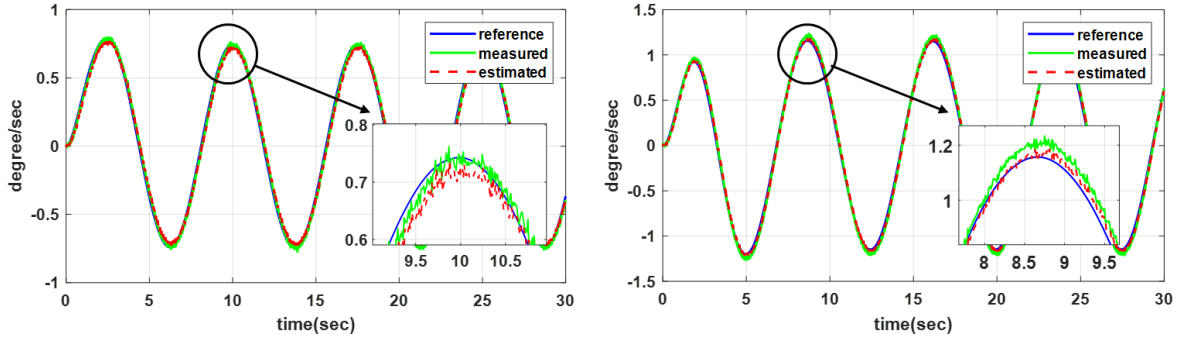 1
0.5
0
-0.5
-1
degree/sec
0 5 10 15 20 25 30
time(sec)
reference
measured
estimated
0.8
0.7
0.6
9.5 10 10.5
1.5
1
0.5
0
-0.5
-1
-1.5
degree/sec
0 5 10 15 20 25 30
time(sec)
reference
measured
estimated
1.2
1
8 8.5 9 9.5